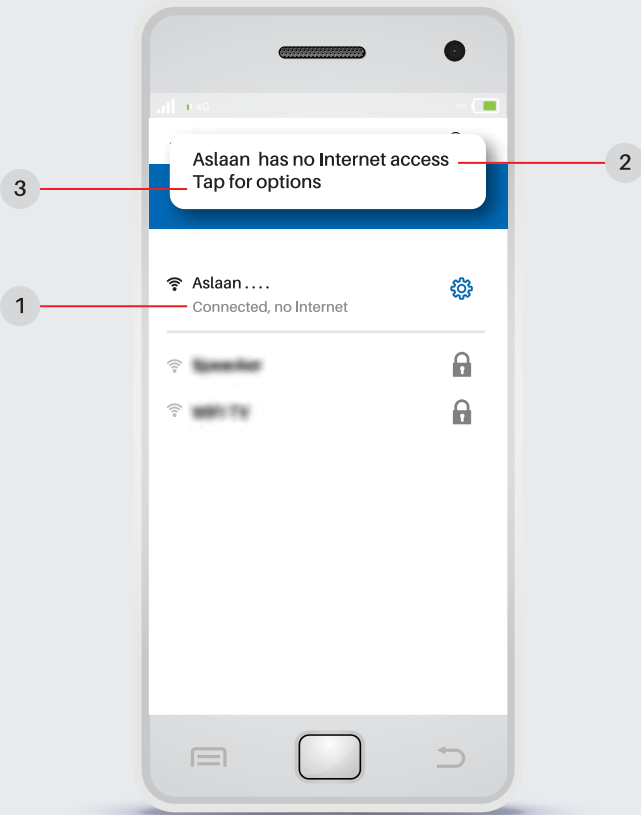 4G
Aslaan has no Internet access
2
3
Tap for options
Aslaan . . . .
1
Connected, no Internet